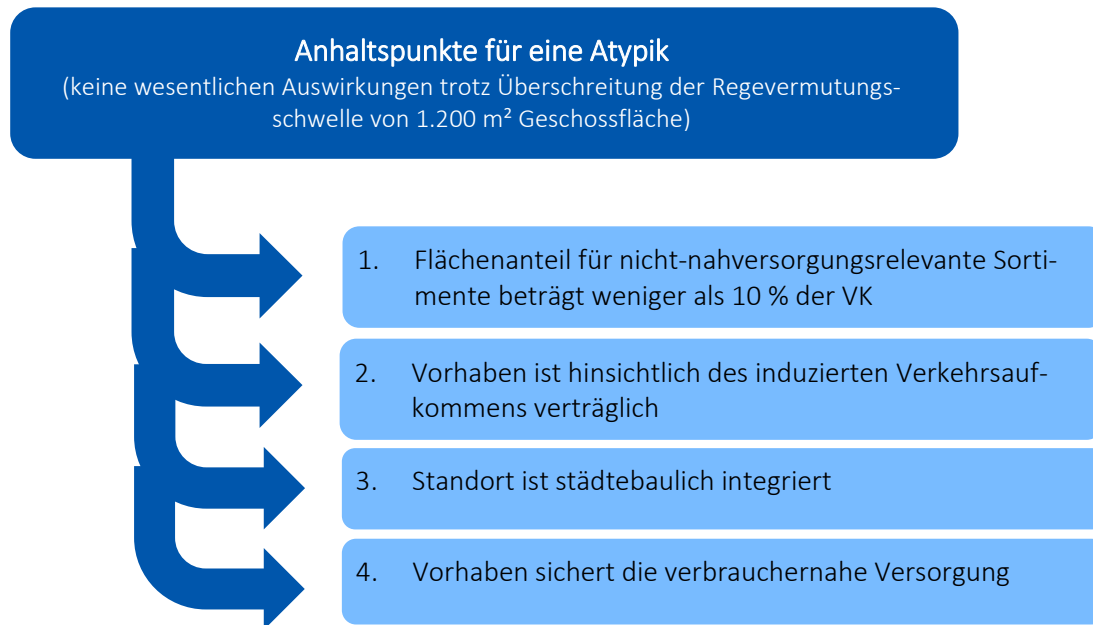 Anhaltspunkte für eine Atypik
(keine wesentlichen Auswirkungen trotz Überschreitung der Regevermutungs-
schwelle von 1.200 m² Geschossfläche)
1. Flächenanteil für nicht-nahversorgungsrelevante Sorti-
mente beträgt weniger als 10 % der VK
2. Vorhaben ist hinsichtlich des induzierten Verkehrsauf-
kommens verträglich
3. Standort ist städtebaulich integriert
4. Vorhaben sichert die verbrauchernahe Versorgung